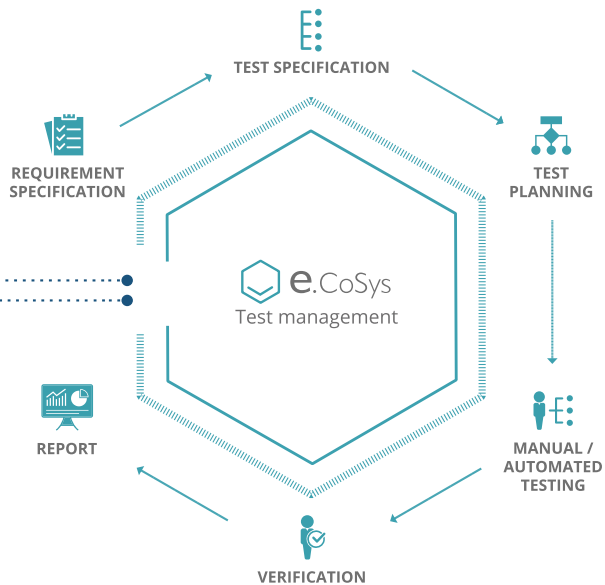 TEST SPECIFICATION
REQUIREMENT
SPECIFICATION
TEST
PLANNING
e.CoSys
Test management
REPORT
MANUAL /
AUTOMATED
TESTING
VERIFICATION